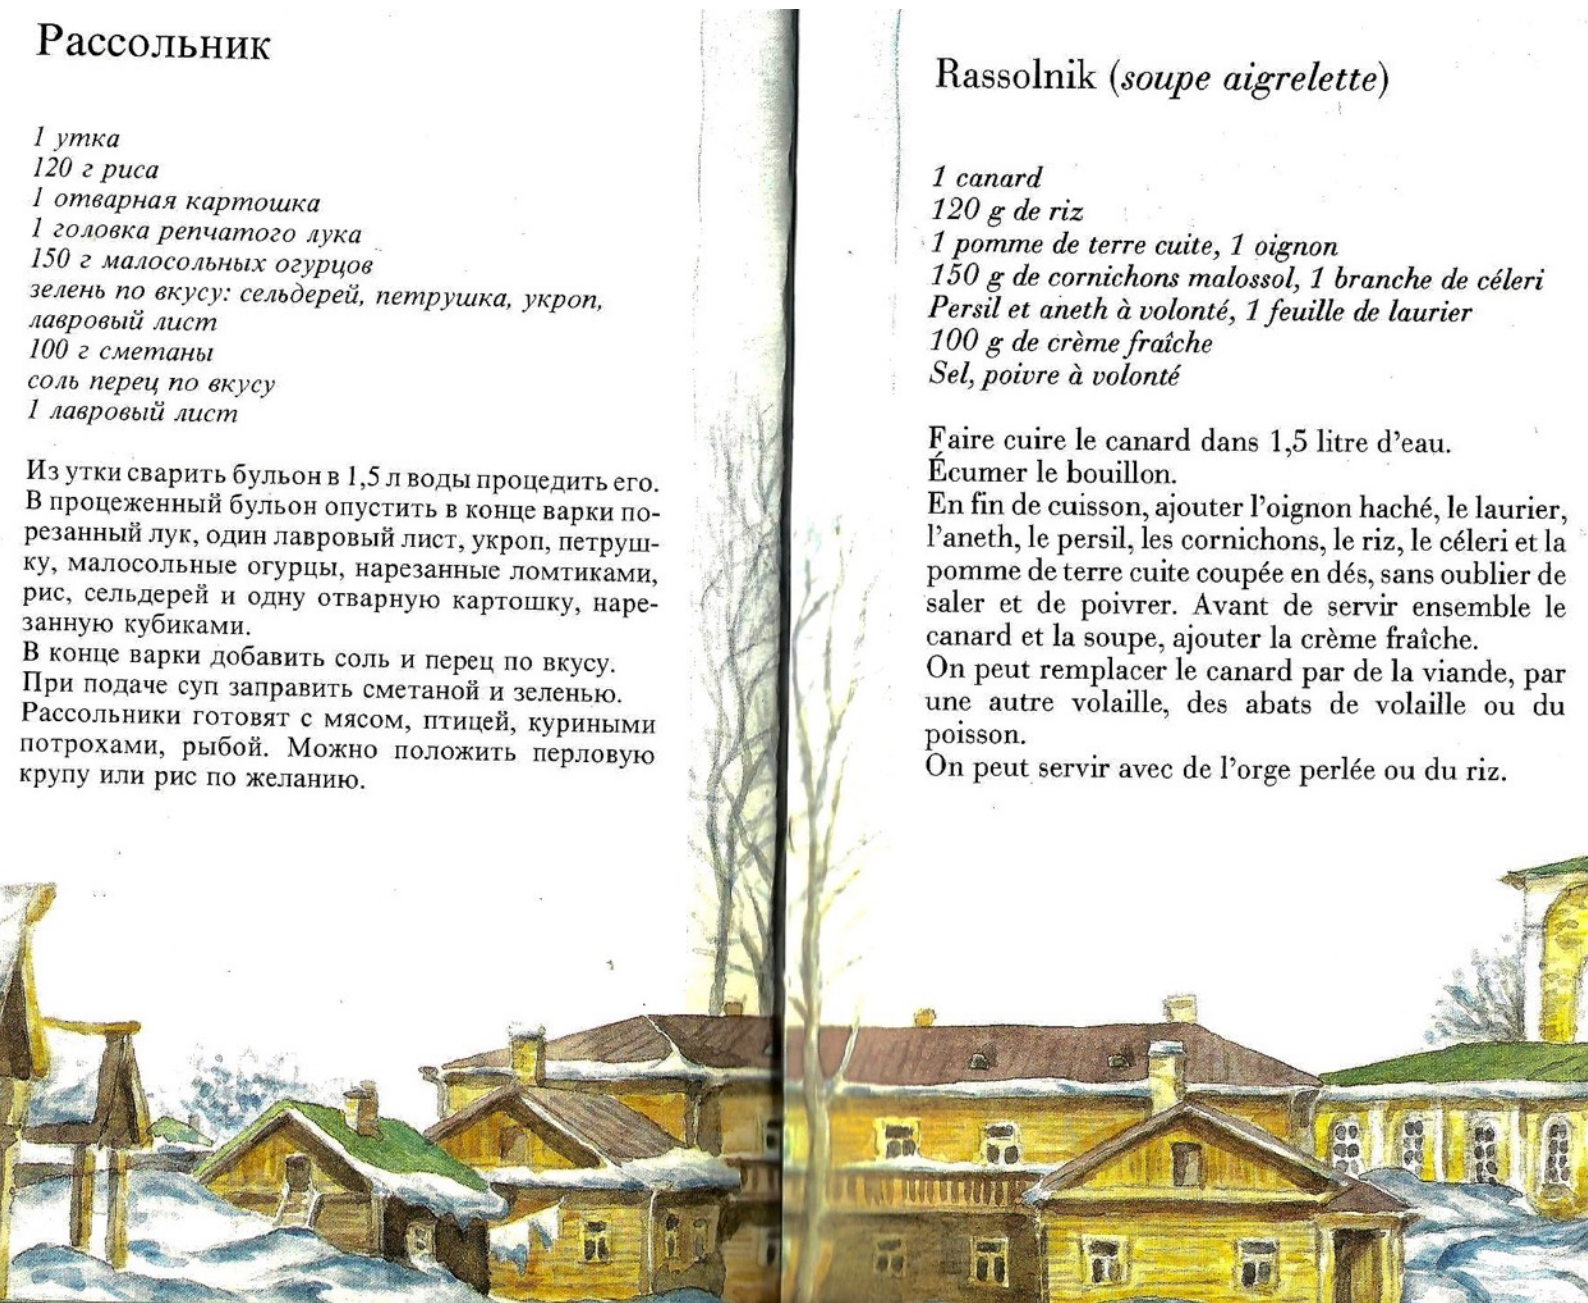 Рассольник
1 утка
120 г риса
1 отварная картошка
1 головка репчатого лука
150 г малосольных огурцов
зелень по вкусу: сельдерей, петрушка, укроп,
лавровый лист
100 г сметаны
соль перец по вкусу
1 лавровый лист
Из утки сварить бульон в 1,5 л воды процедить его.
В процеженный бульон опустить в конце варки по-
резанный лук, один лавровый лист, укроп, петруш-
ку, малосольные огурцы, нарезанные ломтиками,
рис, сельдерей и одну отварную картошку, наре-
занную кубиками.
В конце варки добавить соль и перец по вкусу.
При подаче суп заправить сметаной и зеленью.
Рассольники готовят с мясом, птицей, куриными
потрохами, рыбой. Можно положить перловую
крупу или рис по желанию.
Rassolnik (soupe aigrelette)
1 canard
120 g de riz
1 pomme de terre cuite, 1 oignon
150 g de cornichons malossol, 1 branche de céleri
Persil et aneth à volonté, 1 feuille de laurier
100 g de crème fraîche
Sel, poivre à volonté
Faire cuire le canard dans 1,5 litre d'eau.
Écumer le bouillon.
En fin de cuisson, ajouter l'oignon haché, le laurier,
l'aneth, le persil, les cornichons, le riz, le céleri et la
pomme de terre cuite coupée en dés, sans oublier de
saler et de poivrer. Avant de servir ensemble le
canard et la soupe, ajouter la crème fraîche.
On peut remplacer le canard par de la viande, par
une autre volaille, des abats de volaille ou du
poisson.
On peut servir avec de l'orge perlée ou du riz.